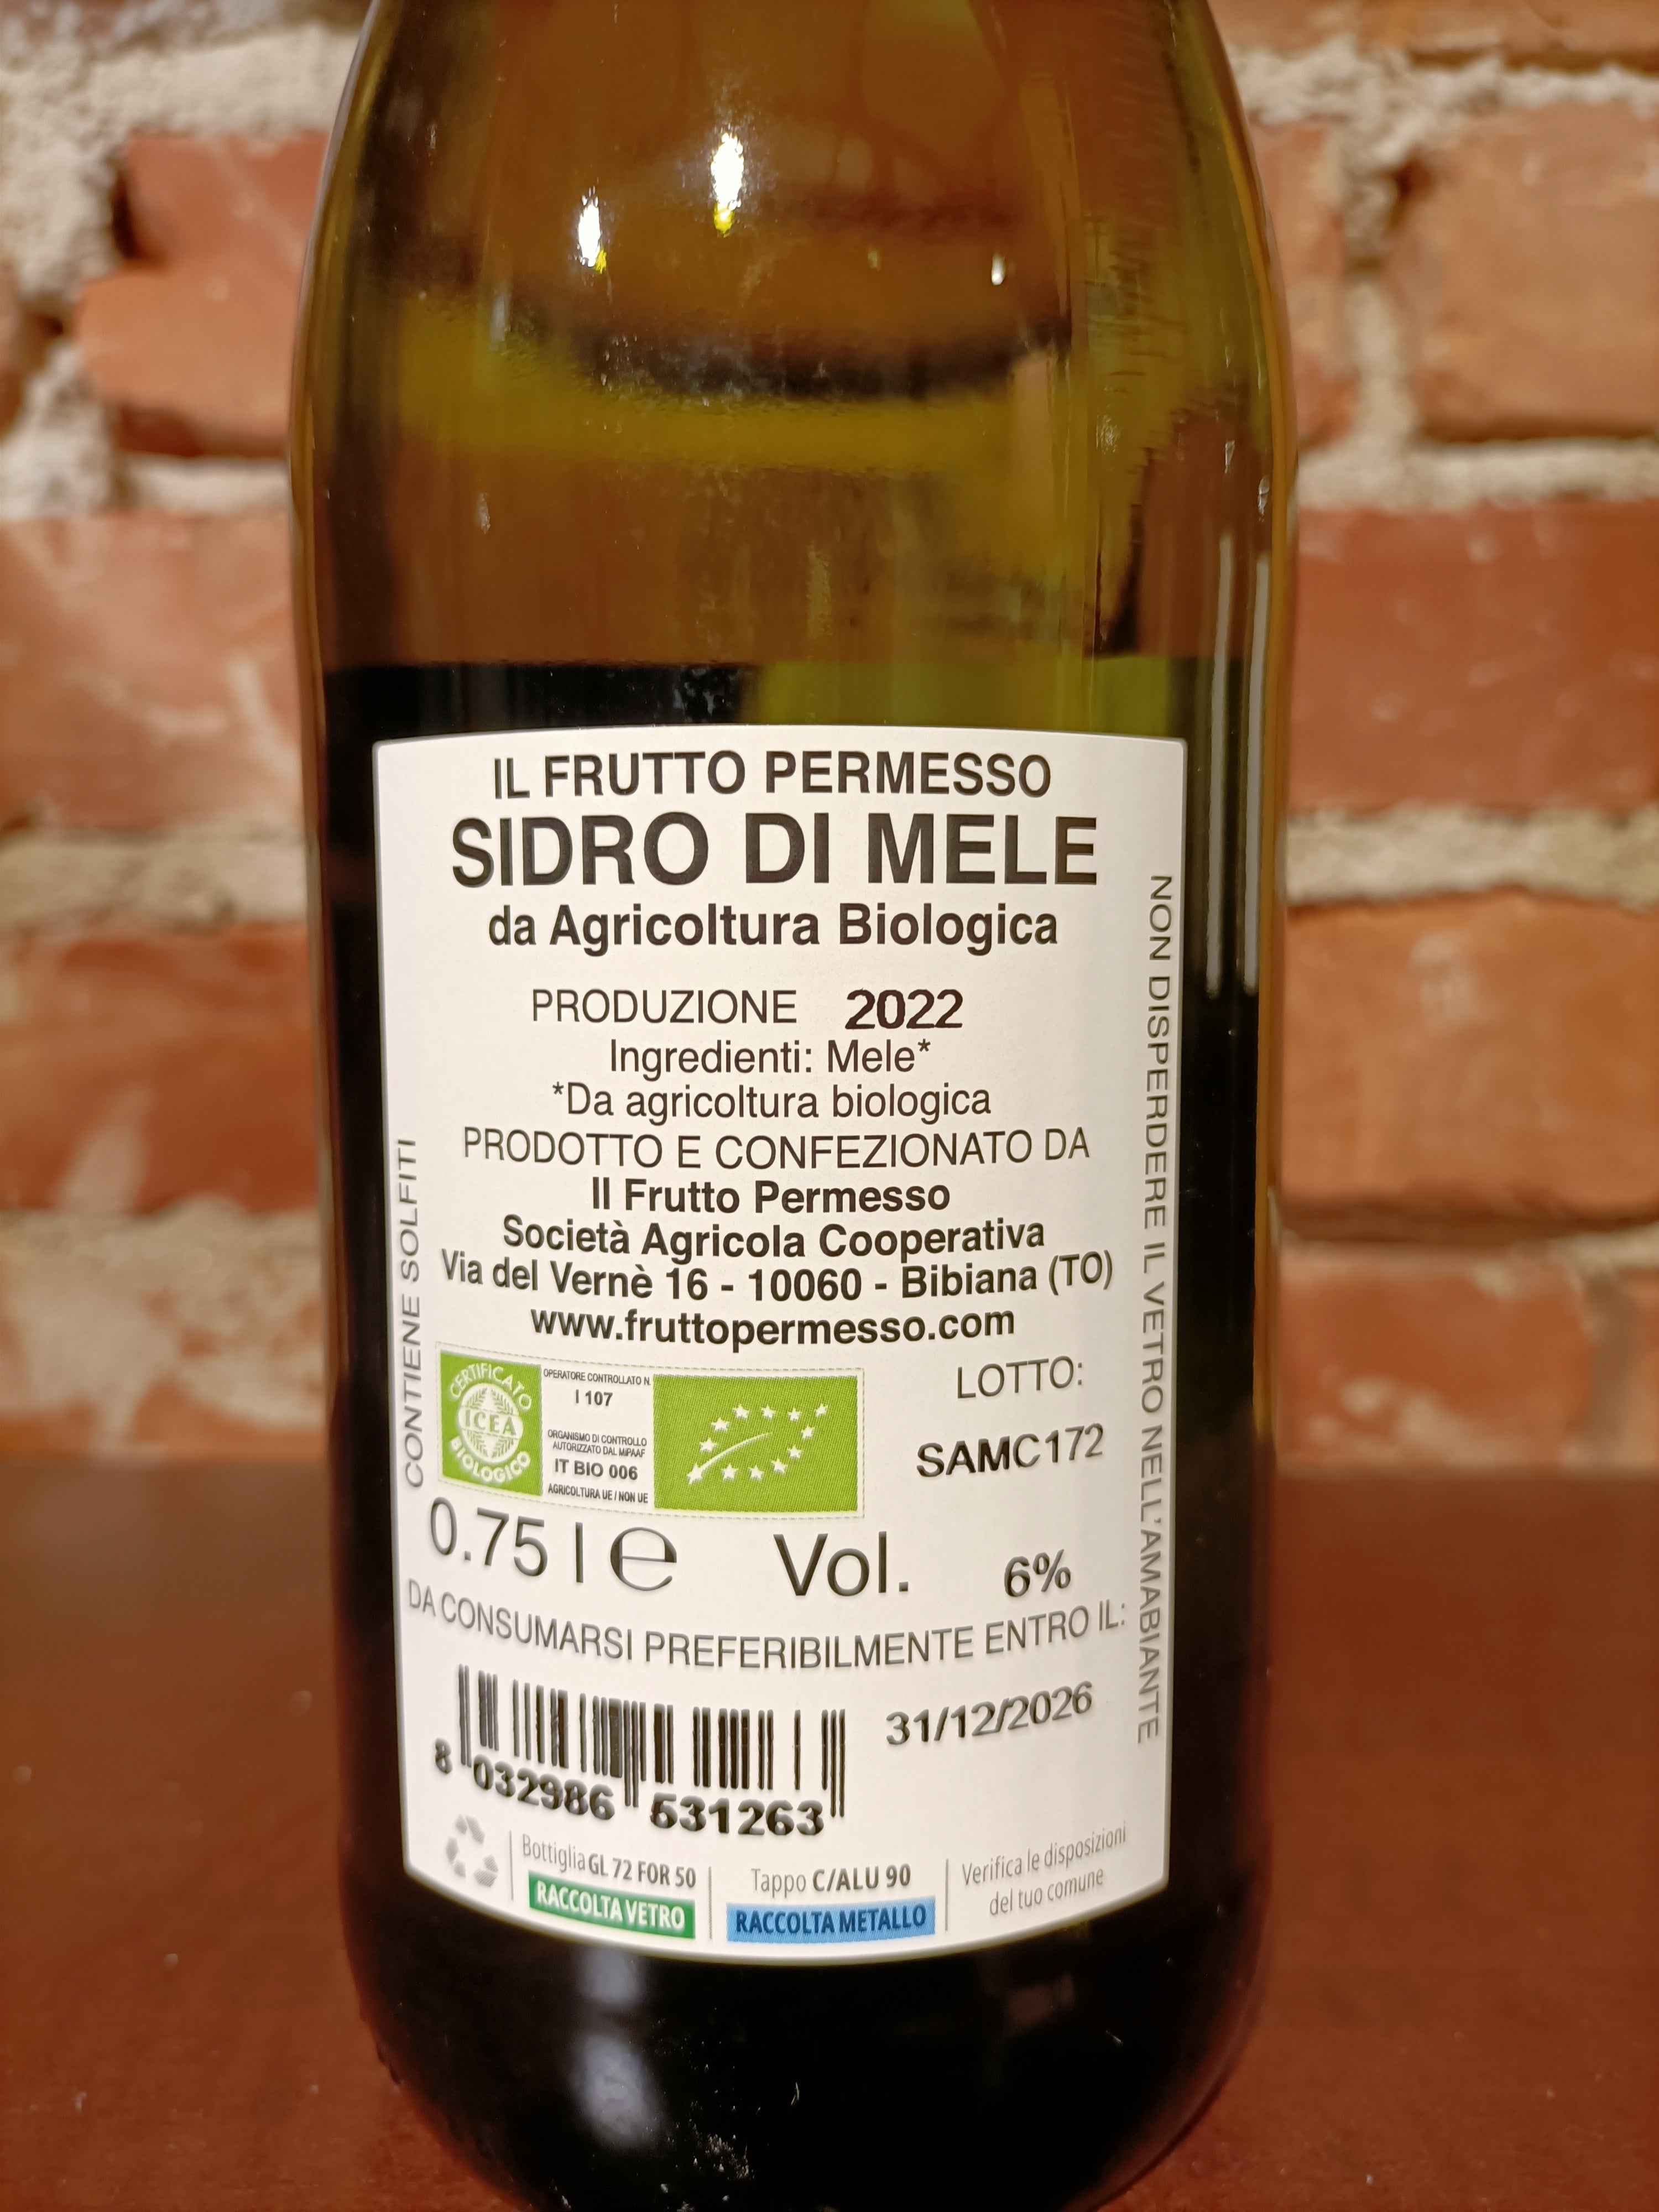 IL FRUTTO PERMESSO
SIDRO DI MELE
da Agricoltura Biologica
PRODUZIONE 2022
Ingredienti: Mele*
*Da agricoltura biologica
PRODOTTO E CONFEZIONATO DA
Il Frutto Permesso
Società Agricola Cooperativa
Via del Vernè 16 - 10060 - Bibiana (TO)
www.fruttopermesso.com
CONTIENE SOLFITI
NON DISPERDERE IL VETRO NELL'AMABIANTE
CERTIFICATO
ICEA
BIOLOGICO
OPERATORE CONTROLLATO N.
I 107
ORGANISMO DI CONTROLLO
AUTORIZZATO DAL MIPAAF
IT BIO 006
AGRICOLTURA UE / NON UE
LOTTO:
SAMC172
0.75 l e Vol. 6%
DA CONSUMARSI PREFERIBILMENTE ENTRO IL:
31/12/2026
8 032986 531263
Bottiglia GL 72 FOR 50
RACCOLTA VETRO
Tappo C/ALU 90
RACCOLTA METALLO
Verifica le disposizioni
del tuo comune